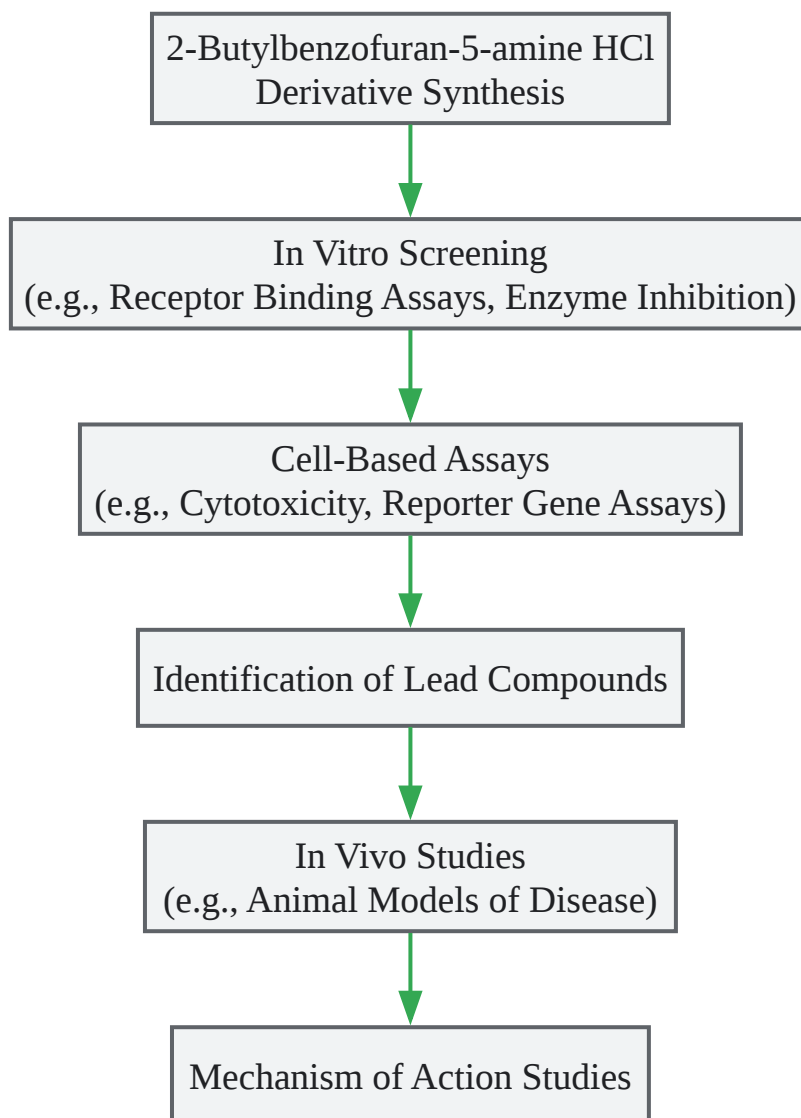 2-Butylbenzofuran-5-amine HCl
Derivative Synthesis
In Vitro Screening
(e.g., Receptor Binding Assays, Enzyme Inhibition)
Cell-Based Assays
(e.g., Cytotoxicity, Reporter Gene Assays)
Identification of Lead Compounds
In Vivo Studies
(e.g., Animal Models of Disease)
Mechanism of Action Studies